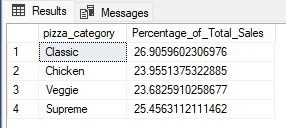 Results Messages
pizza_category Percentage_of_Total_Sales
1 Classic 26.9059602306976
2 Chicken 23.9551375322885
3 Veggie 23.6825910258677
4 Supreme 25.4563112111462